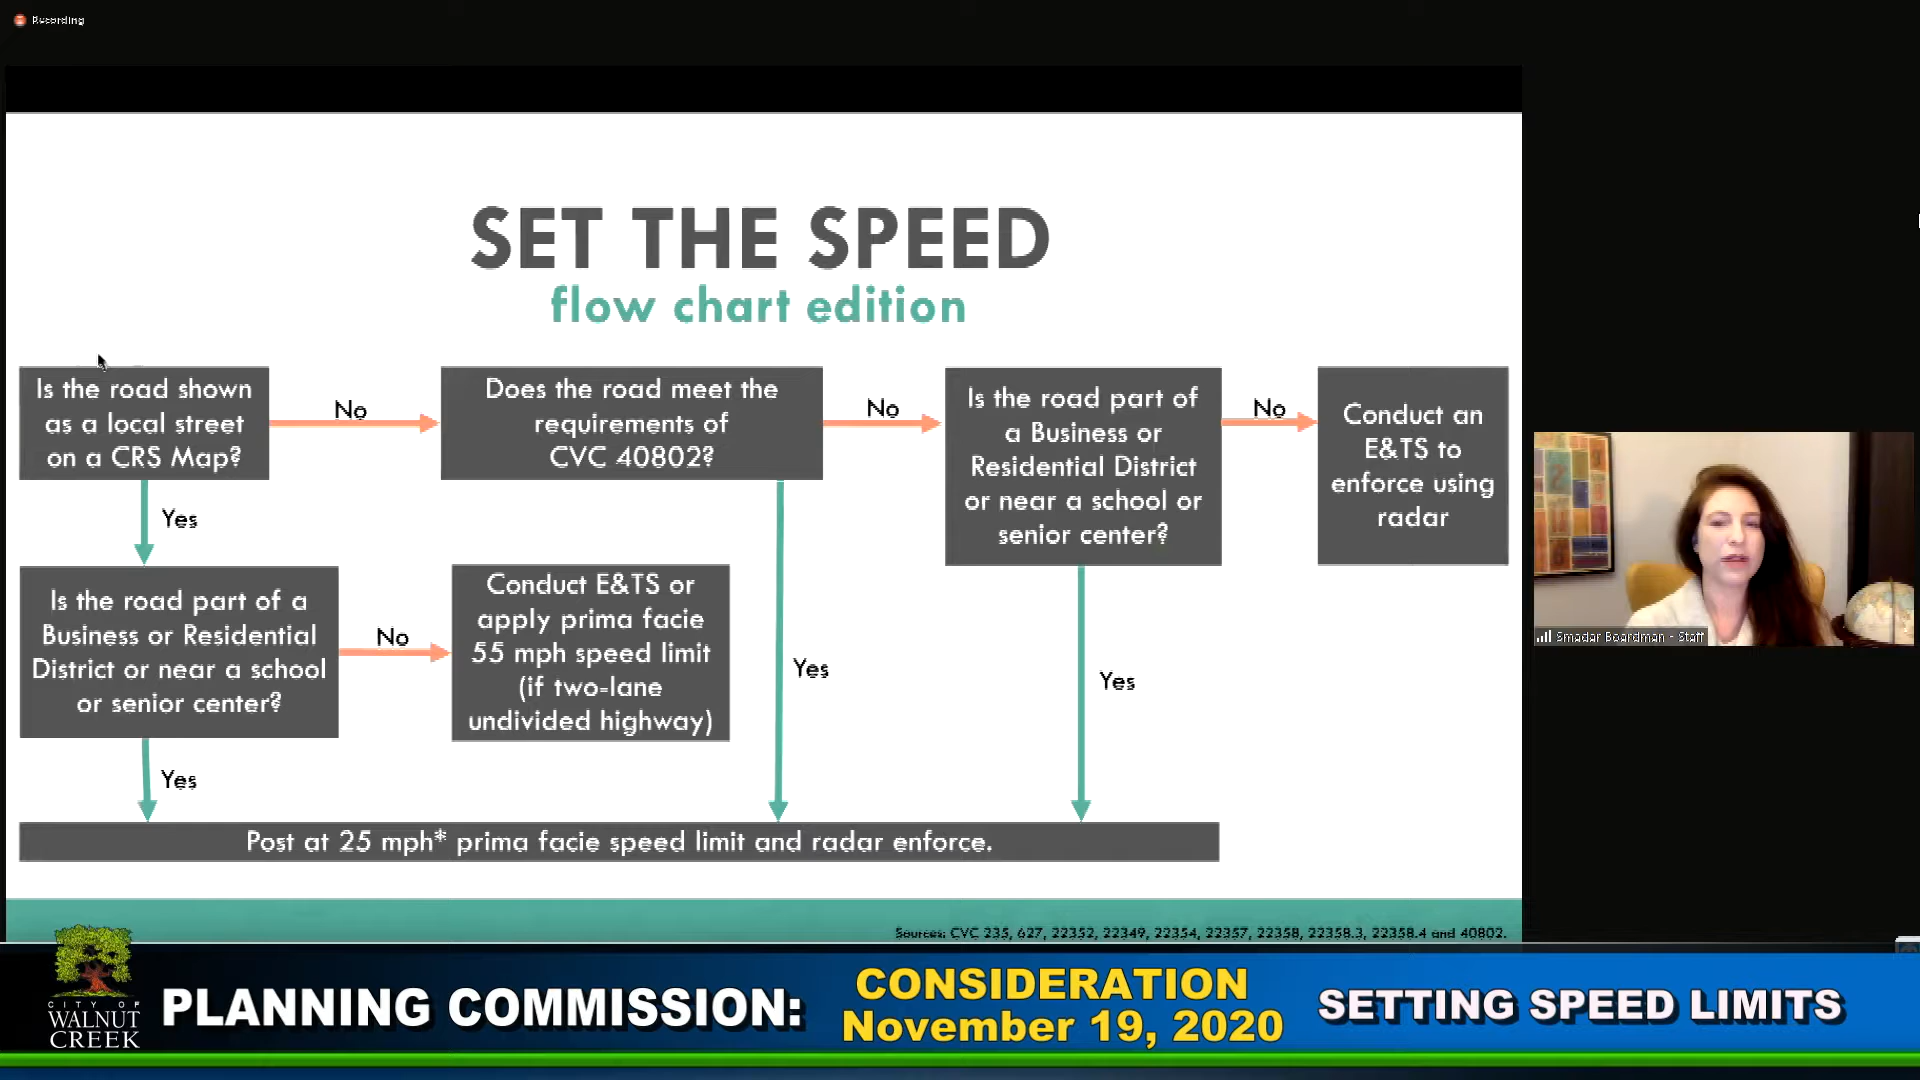 Recording
SET THE SPEED
flow chart edition
Is the road shown
as a local street
on a CRS Map?
No
Does the road meet the
requirements of
CVC 40802?
No
Is the road part of
a Business or
Residential District
or near a school or
senior center?
No
Conduct an
E&TS to
enforce using
radar
Yes
Is the road part of a
Business or Residential
District or near a school
or senior center?
No
Conduct E&TS or
apply prima facie
55 mph speed limit
(if two-lane
undivided highway)
Yes
Yes
Yes
Post at 25 mph* prima facie speed limit and radar enforce.
Smadar Boardman - Staff
Sources: CVC 235, 627, 22352, 22349, 22354, 22357, 22358, 22358.3, 22358.4 and 40802.
CITY OF
WALNUT
CREEK
PLANNING COMMISSION:
CONSIDERATION
November 19, 2020
SETTING SPEED LIMITS